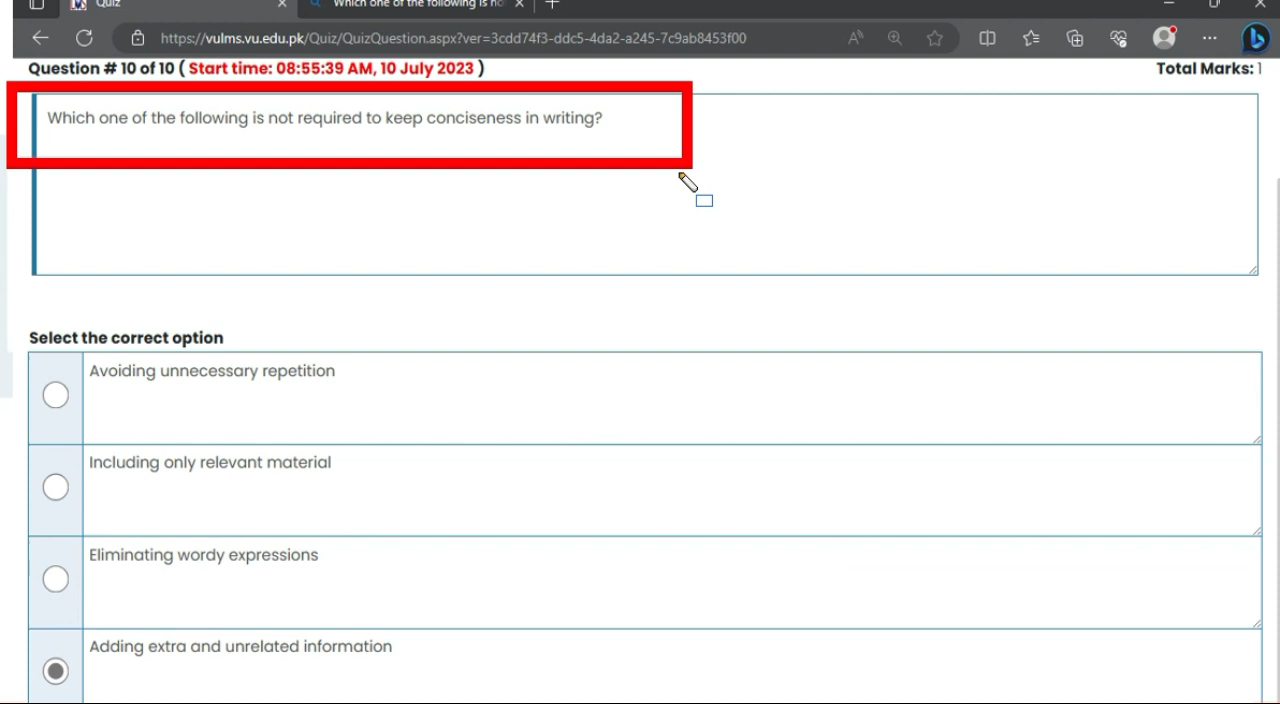 Quiz
Which one of the following is no
https://vulms.vu.edu.pk/Quiz/QuizQuestion.aspx?ver=3cdd74f3-ddc5-4da2-a245-7c9ab8453f00
Question # 10 of 10 ( Start time: 08:55:39 AM, 10 July 2023 )
Total Marks: 1
Which one of the following is not required to keep conciseness in writing?
Select the correct option
Avoiding unnecessary repetition
Including only relevant material
Eliminating wordy expressions
Adding extra and unrelated information